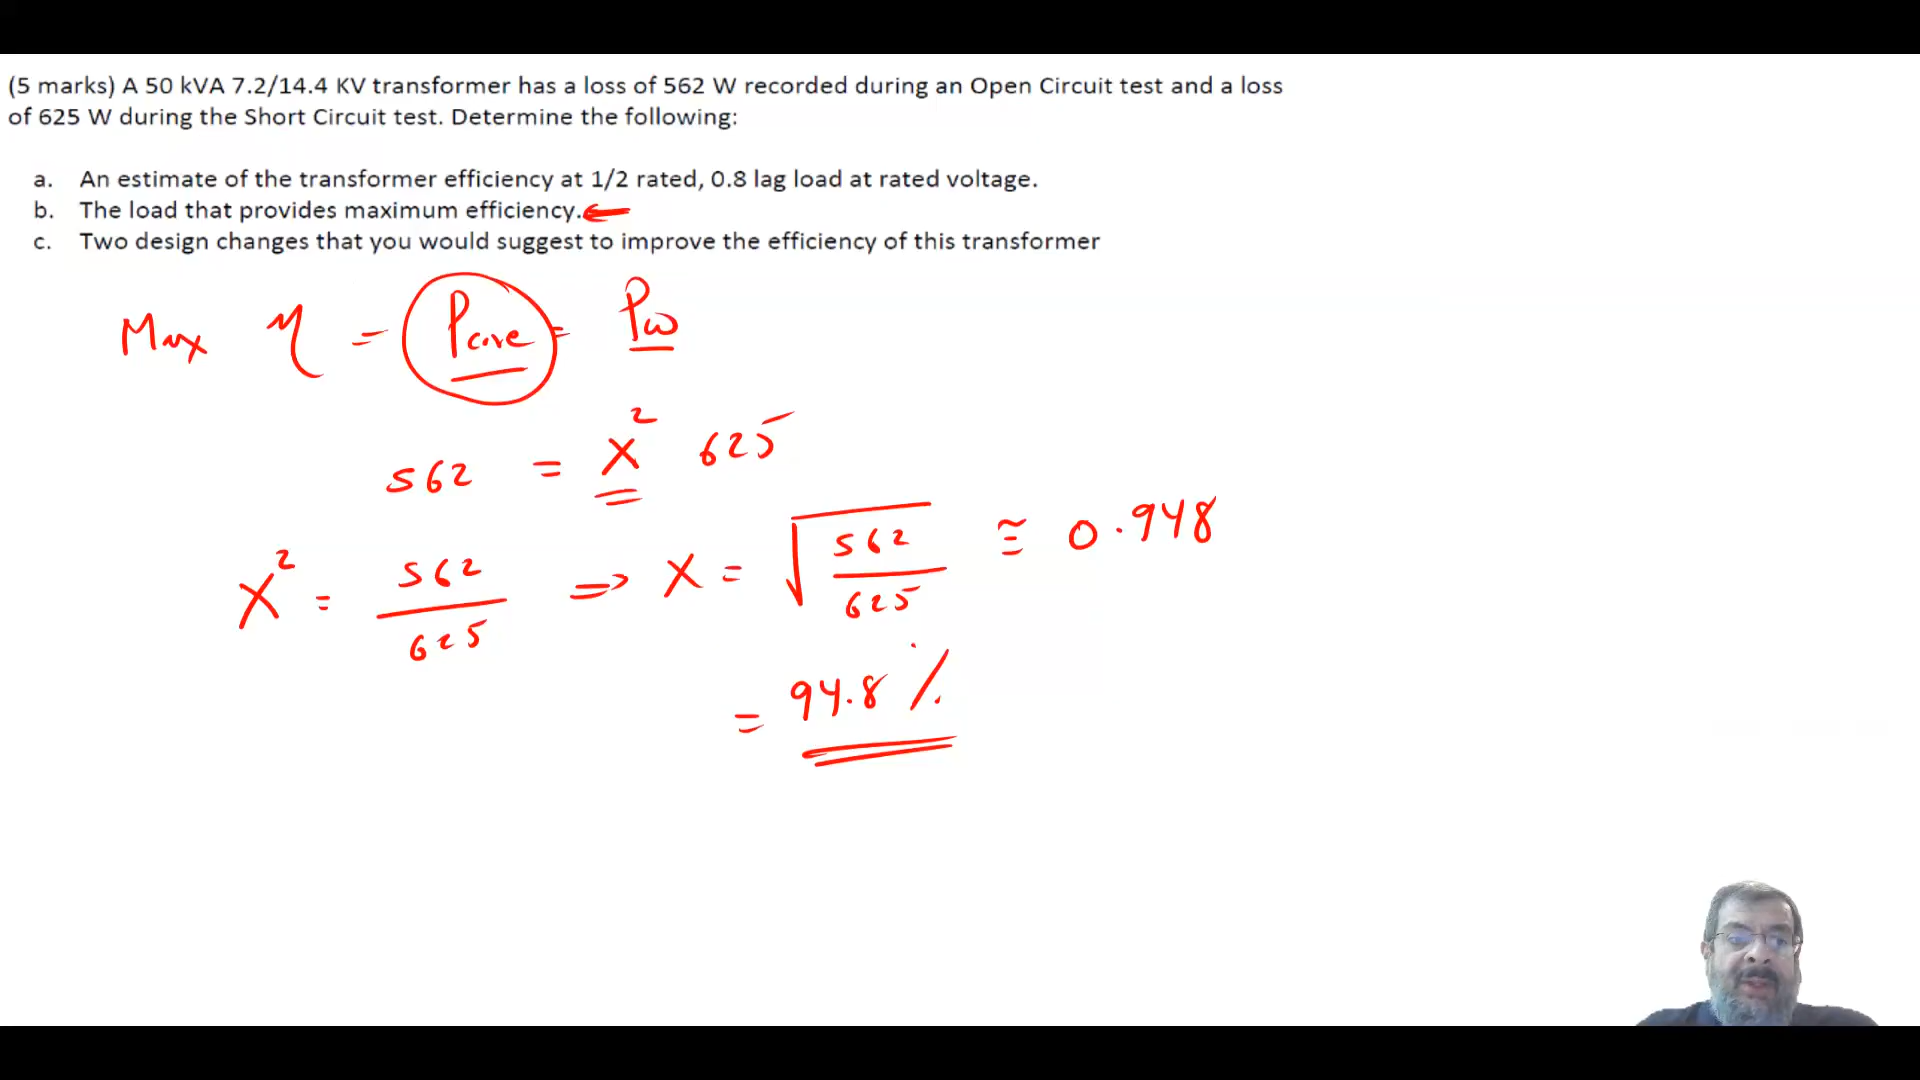 (5 marks) A 50 kVA 7.2/14.4 KV transformer has a loss of 562 W recorded during an Open Circuit test and a loss
of 625 W during the Short Circuit test. Determine the following:
a. An estimate of the transformer efficiency at 1/2 rated, 0.8 lag load at rated voltage.
b. The load that provides maximum efficiency.
c. Two design changes that you would suggest to improve the efficiency of this transformer
Max η = Pcore = Pω
562 = X² 625
X² = 562/625 => X = √562/625 ≅ 0.948
= 94.8 %